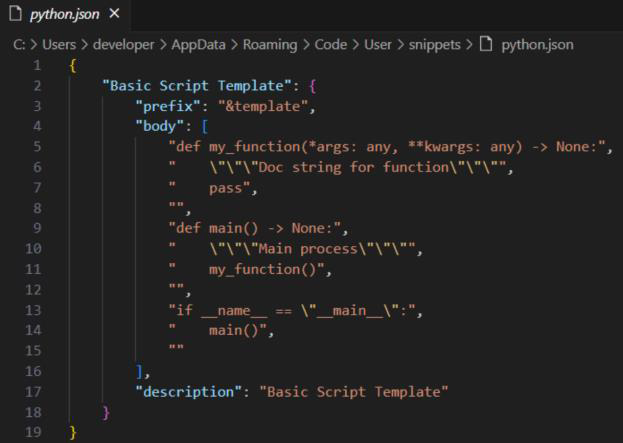 python.json ×
C: > Users > developer > AppData > Roaming > Code > User > snippets > python.json
1 {
2     "Basic Script Template": {
3         "prefix": "&template",
4         "body": [
5             "def my_function(*args: any, **kwargs: any) -> None:",
6             "    \"\"\"Doc string for function\"\"\"",
7             "    pass",
8             "",
9             "def main() -> None:",
10             "    \"\"\"Main process\"\"\"",
11             "    my_function()",
12             "",
13             "if __name__ == \"__main__\":",
14             "    main()",
15             ""
16         ],
17         "description": "Basic Script Template"
18     }
19 }